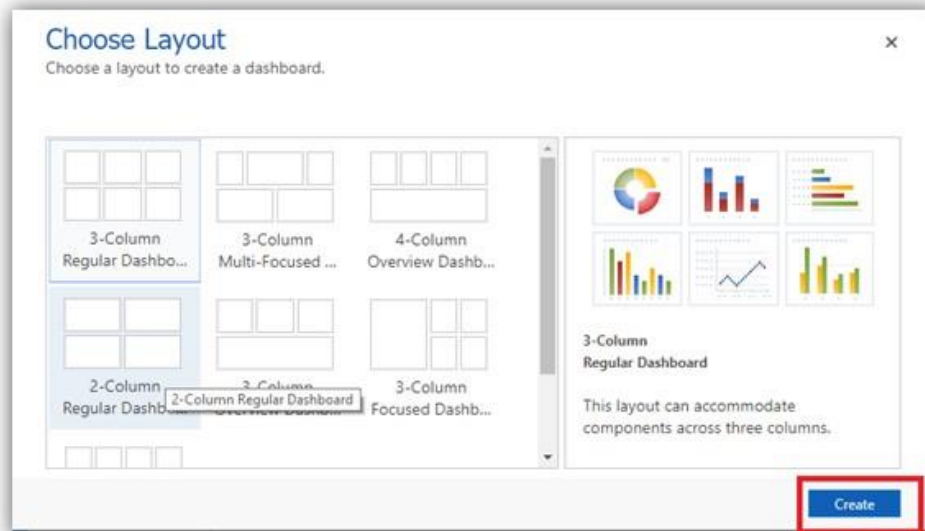 Choose Layout
Choose a layout to create a dashboard.
3-Column
Regular Dashbo...
3-Column
Multi-Focused ...
4-Column
Overview Dashb...
2-Column
Regular Dashb...
2-Column Regular Dashboard
3-Column
3-Column
Focused Dashb...
3-Column
Regular Dashboard
This layout can accommodate
components across three columns.
Create